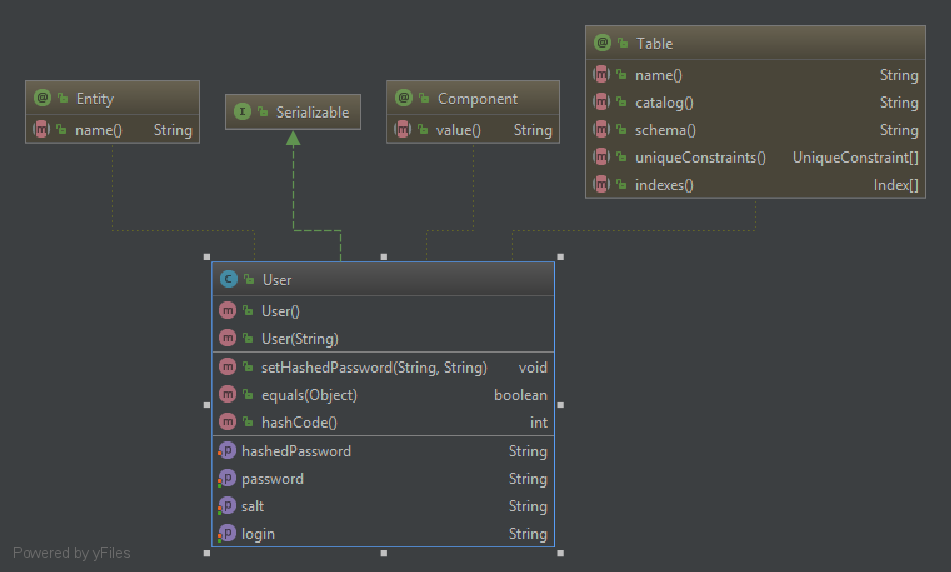 Table
name() String
catalog() String
schema() String
uniqueConstraints() UniqueConstraint[]
indexes() Index[]
Entity
name() String
Serializable
Component
value() String
User
User()
User(String)
setHashedPassword(String, String) void
equals(Object) boolean
hashCode() int
hashedPassword String
password String
salt String
login String
Powered by yFiles